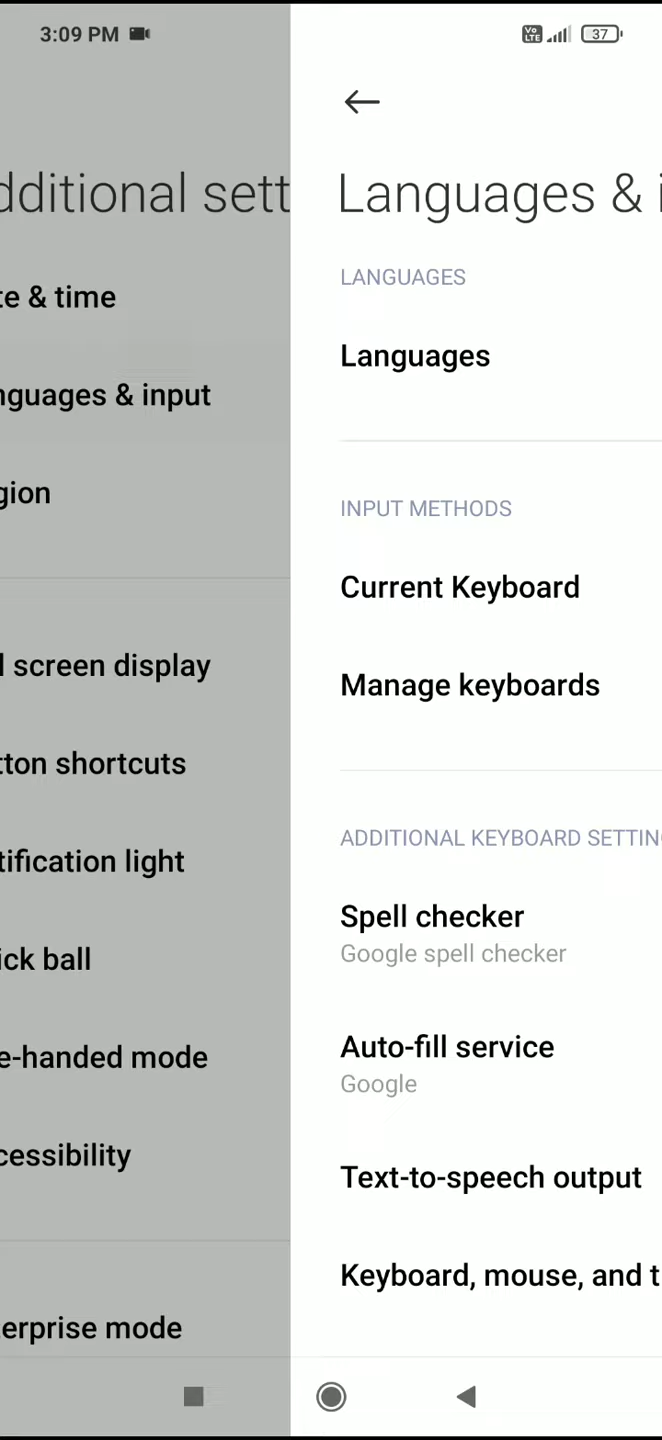 3:09 PM
Vo LTE
37
dditional sett
te & time
nguages & input
gion
l screen display
tton shortcuts
tification light
ick ball
e-handed mode
cessibility
erprise mode
Languages & i
LANGUAGES
Languages
INPUT METHODS
Current Keyboard
Manage keyboards
ADDITIONAL KEYBOARD SETTIN
Spell checker
Google spell checker
Auto-fill service
Google
Text-to-speech output
Keyboard, mouse, and t